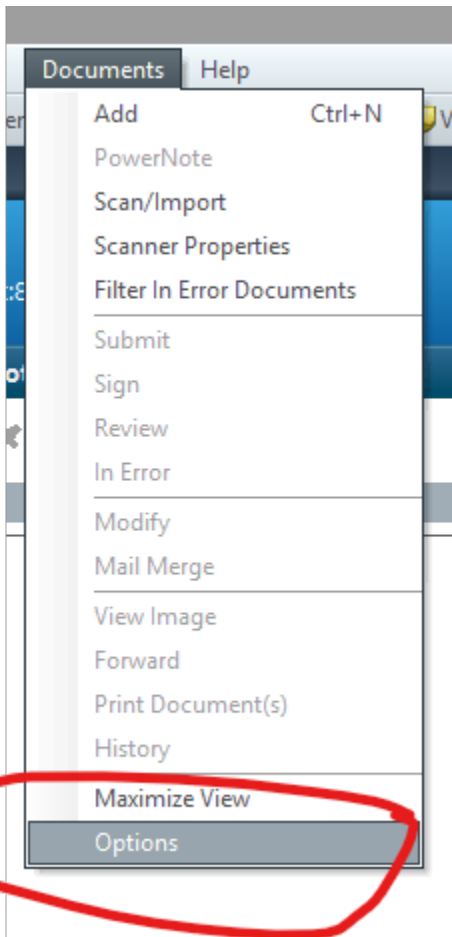 Documents Help
Add Ctrl+N
PowerNote
Scan/Import
Scanner Properties
Filter In Error Documents
Submit
Sign
Review
In Error
Modify
Mail Merge
View Image
Forward
Print Document(s)
History
Maximize View
Options